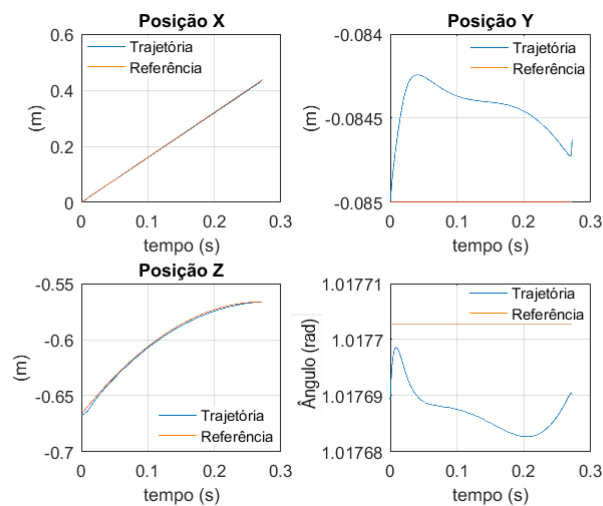 Posição X
0.6
0.4
0.2
0
(m)
0
0.1
0.2
0.3
tempo (s)
Trajetória
Referência
Posição Y
-0.084
-0.0845
-0.085
(m)
0
0.1
0.2
0.3
tempo (s)
Trajetória
Referência
Posição Z
-0.55
-0.6
-0.65
-0.7
(m)
0
0.1
0.2
0.3
tempo (s)
Trajetória
Referência
1.01771
1.0177
1.01769
1.01768
Ângulo (rad)
0
0.1
0.2
0.3
tempo (s)
Trajetória
Referência